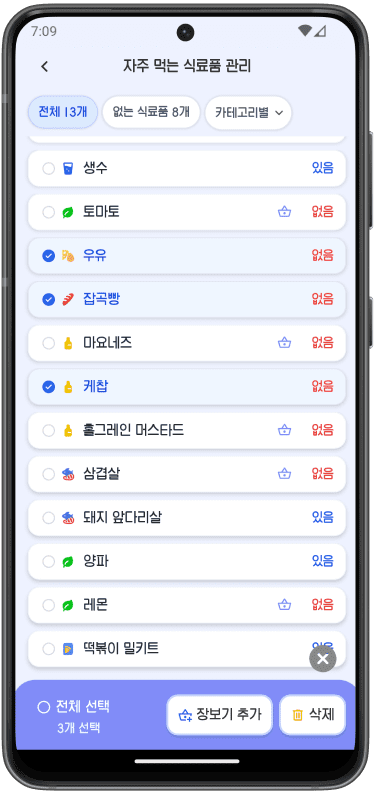 7:09
자주 먹는 식료품 관리
전체 13개 없는 식료품 8개 카테고리별
생수 있음
토마토 없음
우유 없음
잡곡빵 없음
마요네즈 없음
케찹 없음
홀그레인 머스타드 없음
삼겹살 없음
돼지 앞다리살 있음
양파 있음
레몬 없음
떡볶이 밀키트
전체 선택
3개 선택
장보기 추가 삭제